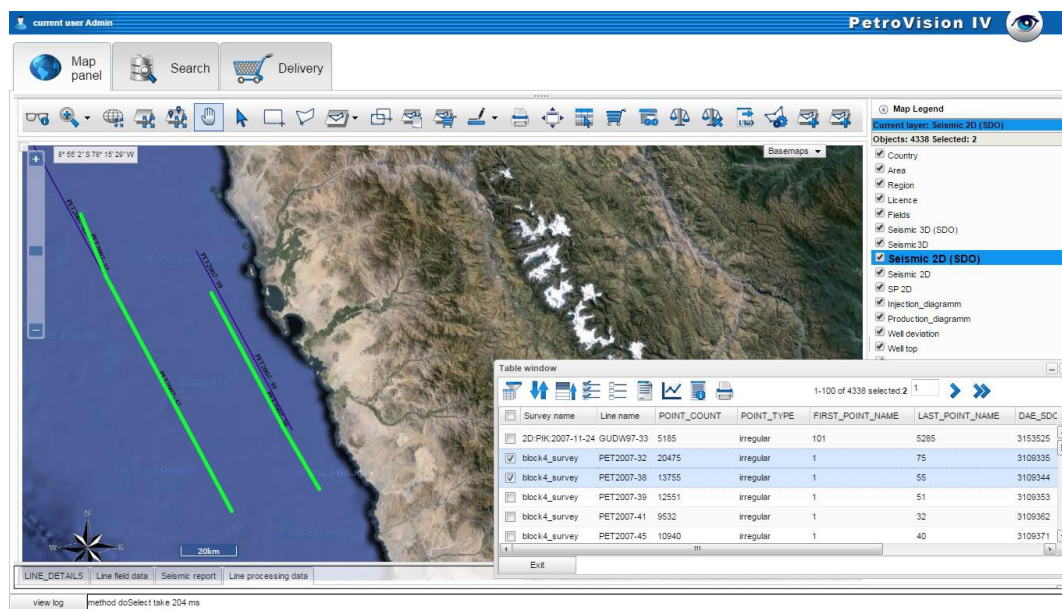 current user Admin
PetroVision IV
Map panel
Search
Delivery
UNDO
8° 55' 2" S 78° 15' 29" W
Basemaps
Map Legend
Current layer: Seismic 2D (SDO)
Objects: 4338 Selected: 2
Country
Area
Region
Licence
Fields
Seismic 3D (SDO)
Seismic3D
Seismic 2D (SDO)
Seismic 2D
SP 2D
Injection_diagramm
Production_diagramm
Well deviation
Well top
PET2007-39
PET2007-39
N
W
E
20km
Table window
1-100 of 4338 selected:2
1
Survey name Line name POINT_COUNT POINT_TYPE FIRST_POINT_NAME LAST_POINT_NAME DAE_SDC
2D:PIK:2007-11-24 GUDW97-33 5185 irregular 101 5285 3153525
block4_survey PET2007-32 20475 irregular 1 75 3109335
block4_survey PET2007-38 13755 irregular 1 55 3109344
block4_survey PET2007-39 12551 irregular 1 51 3109353
block4_survey PET2007-41 9532 irregular 1 32 3109362
block4_survey PET2007-45 10940 irregular 1 40 3109371
Exit
LINE_DETAILS Line field data Seismic report Line processing data
view log method doSelect take 204 ms